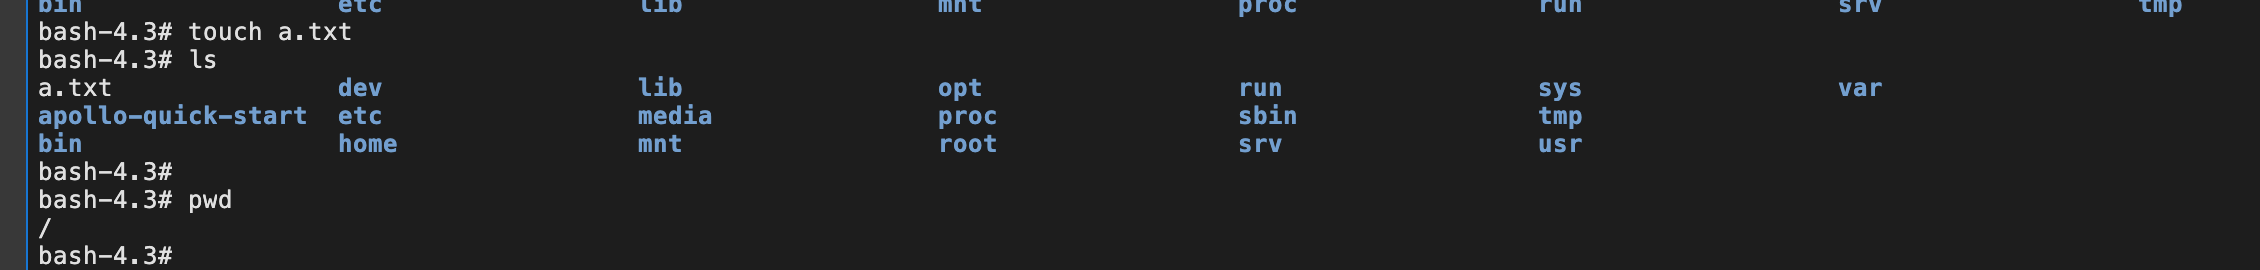 bin etc lib mnt proc run srv tmp
bash-4.3# touch a.txt
bash-4.3# ls
a.txt dev lib opt run sys var
apollo-quick-start etc media proc sbin tmp
bin home mnt root srv usr
bash-4.3#
bash-4.3# pwd
/
bash-4.3#